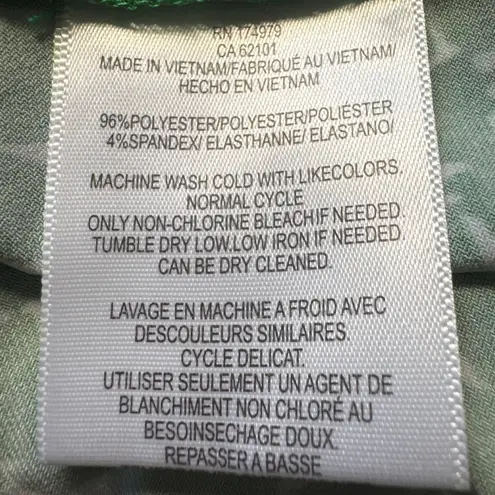 RN 174979
CA 62101
MADE IN VIETNAM/FABRIQUÉ AU VIETNAM/
HECHO EN VIETNAM
96%POLYESTER/POLYESTER/POLIÉSTER
4%SPANDEX/ ELASTHANNE/ ELASTANO/
MACHINE WASH COLD WITH LIKECOLORS.
NORMAL CYCLE
ONLY NON-CHLORINE BLEACH IF NEEDED.
TUMBLE DRY LOW.LOW IRON IF NEEDED
CAN BE DRY CLEANED.
LAVAGE EN MACHINE A FROID AVEC
DESCOULEURS SIMILAIRES.
CYCLE DELICAT.
UTILISER SEULEMENT UN AGENT DE
BLANCHIMENT NON CHLORÉ AU
BESOINSECHAGE DOUX.
REPASSER A BASSE